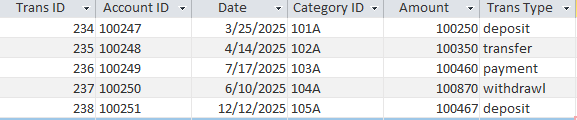 Trans ID Account ID Date Category ID Amount Trans Type
234 100247 3/25/2025 101A 100250 deposit
235 100248 4/14/2025 102A 100350 transfer
236 100249 7/17/2025 103A 100460 payment
237 100250 6/10/2025 104A 100870 withdrawl
238 100251 12/12/2025 105A 100467 deposit